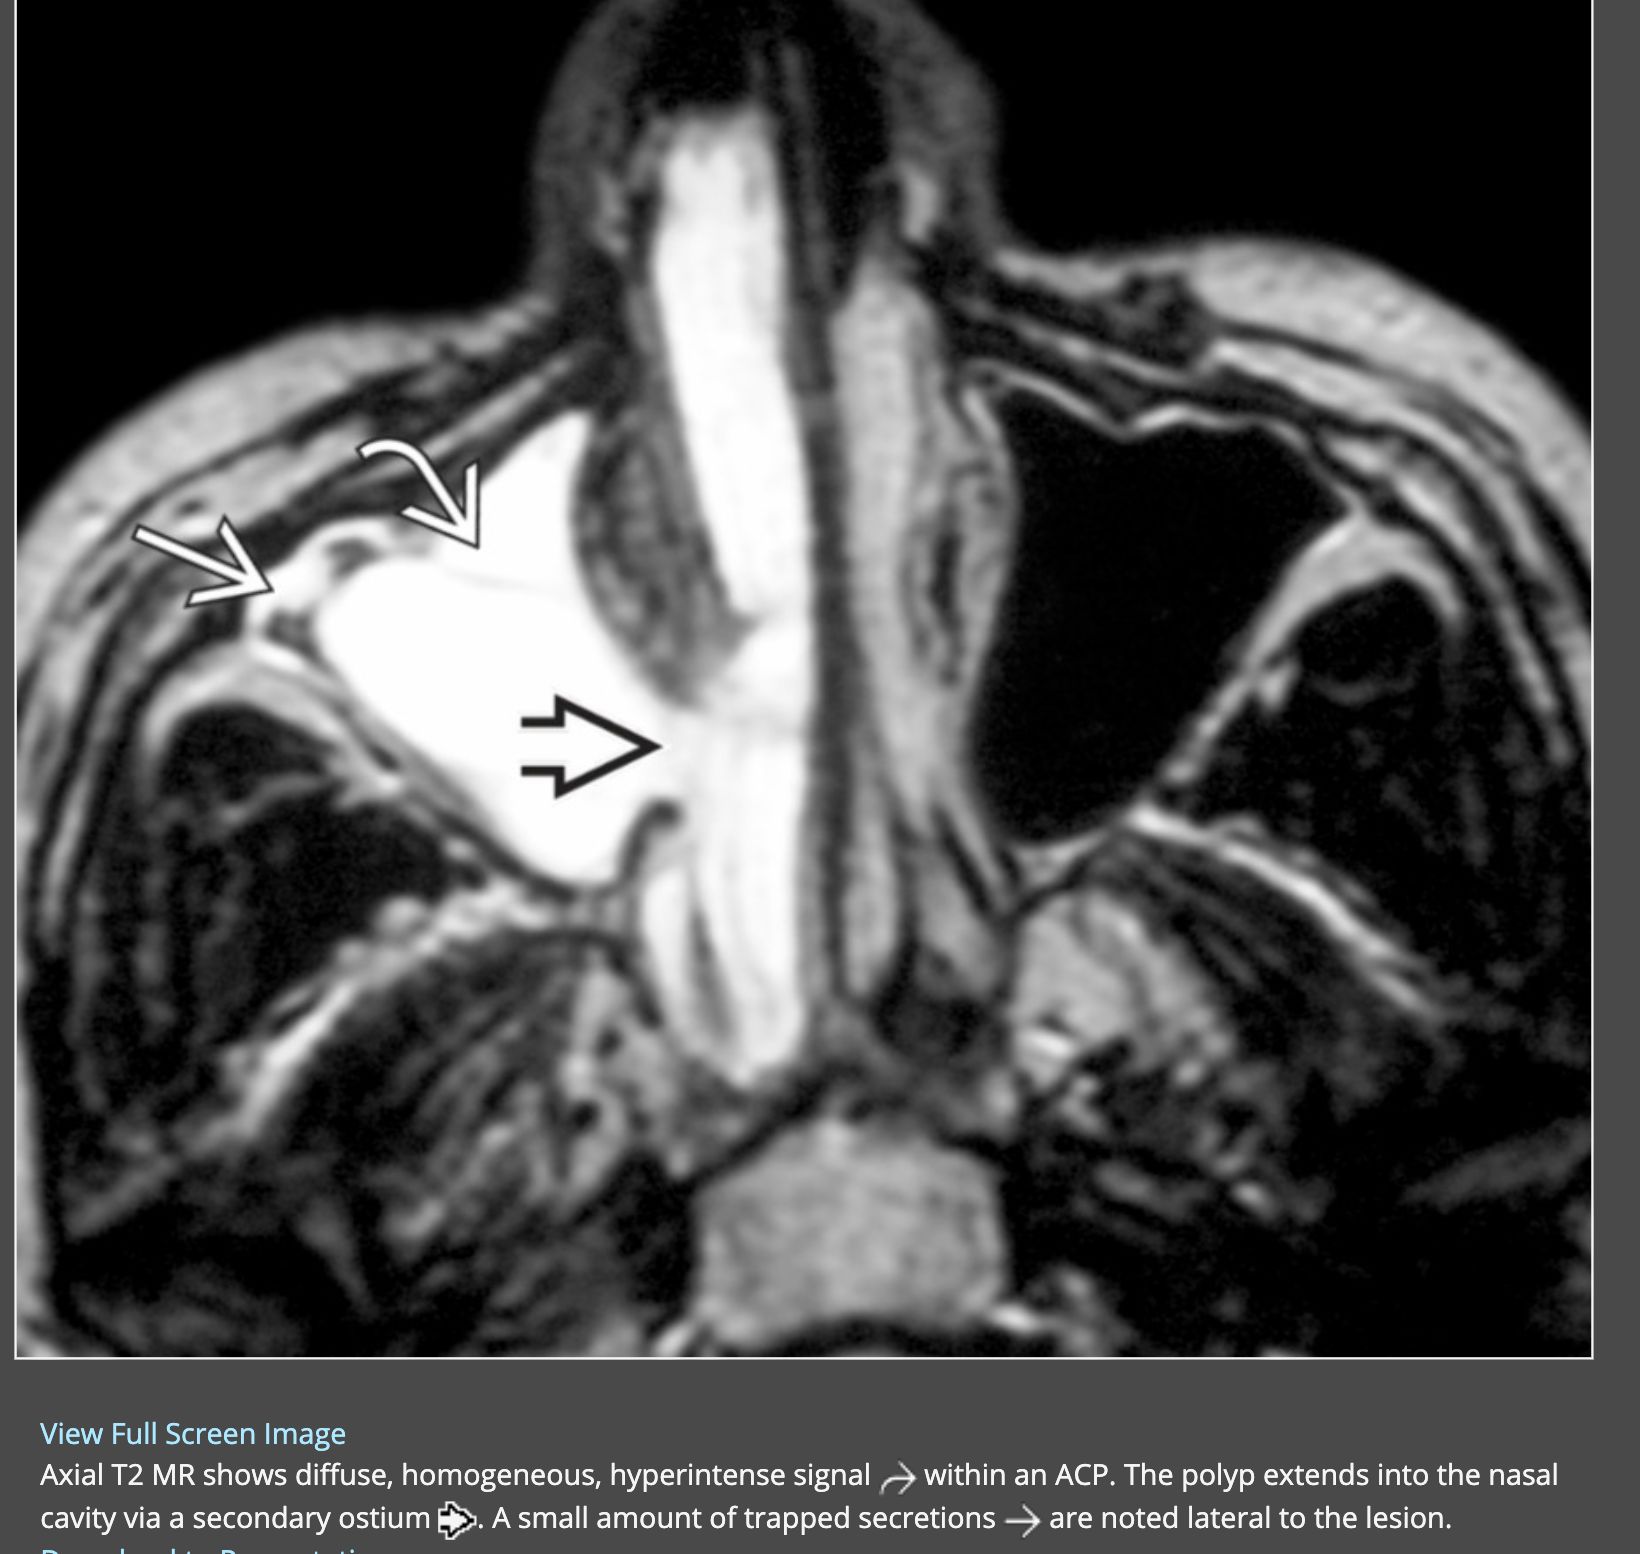 View Full Screen Image
Axial T2 MR shows diffuse, homogeneous, hyperintense signal within an ACP. The polyp extends into the nasal
cavity via a secondary ostium . A small amount of trapped secretions are noted lateral to the lesion.